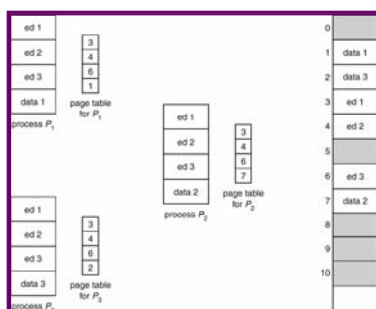 ed 1
ed 2
ed 3
data 1
process P1
3
4
6
1
page table
for P1
ed 1
ed 2
ed 3
data 2
process P2
3
4
6
7
page table
for P2
ed 1
ed 2
ed 3
data 3
process
3
4
6
2
page table
for P3
0
1 data 1
2 data 3
3 ed 1
4 ed 2
5
6 ed 3
7 data 2
8
9
10